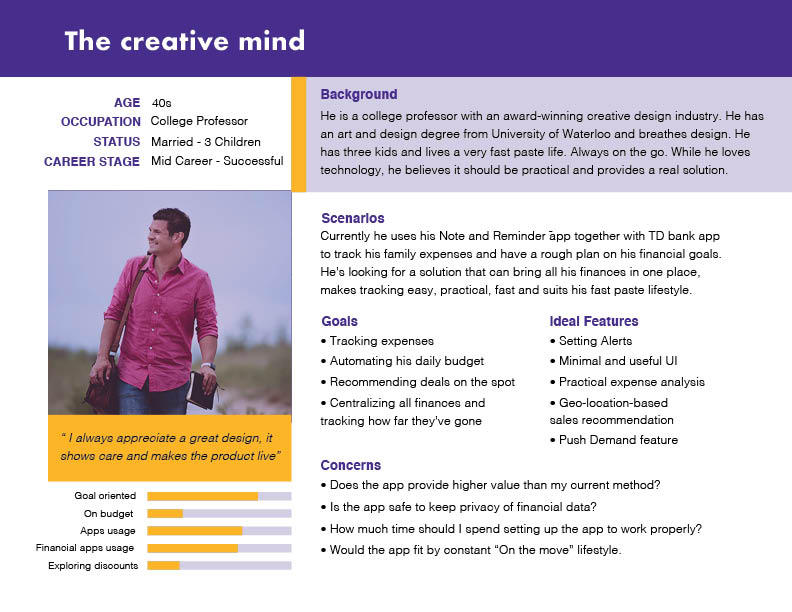 The creative mind
AGE 40s
OCCUPATION College Professor
STATUS Married - 3 Children
CAREER STAGE Mid Career - Successful
Background
He is a college professor with an award-winning creative design industry. He has
an art and design degree from University of Waterloo and breathes design. He
has three kids and lives a very fast paste life. Always on the go. While he loves
technology, he believes it should be practical and provides a real solution.
“ I always appreciate a great design, it
shows care and makes the product live”
Goal oriented
On budget
Apps usage
Financial apps usage
Exploring discounts
Scenarios
Currently he uses his Note and Reminder app together with TD bank app
to track his family expenses and have a rough plan on his financial goals.
He's looking for a solution that can bring all his finances in one place,
makes tracking easy, practical, fast and suits his fast paste lifestyle.
Goals
• Tracking expenses
• Automating his daily budget
• Recommending deals on the spot
• Centralizing all finances and
tracking how far they’ve gone
Ideal Features
• Setting Alerts
• Minimal and useful UI
• Practical expense analysis
• Geo-location-based
sales recommendation
• Push Demand feature
Concerns
• Does the app provide higher value than my current method?
• Is the app safe to keep privacy of financial data?
• How much time should I spend setting up the app to work properly?
• Would the app fit by constant “On the move” lifestyle.